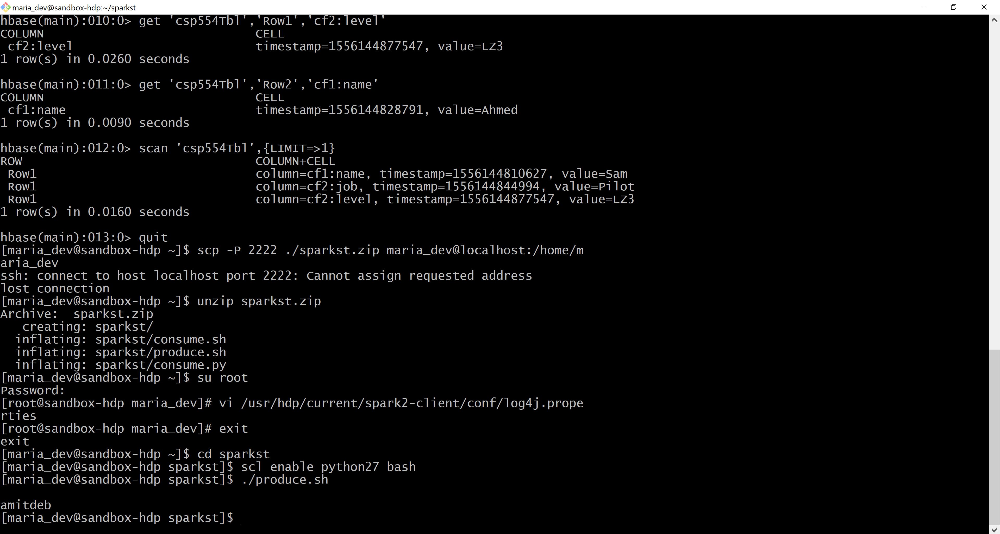 maria_dev@sandbox-hdp:~/sparkst
hbase(main):010:0> get 'csp554Tbl','Row1','cf2:level'
COLUMN                             CELL
 cf2:level                         timestamp=1556144877547, value=LZ3
1 row(s) in 0.0260 seconds

hbase(main):011:0> get 'csp554Tbl','Row2','cf1:name'
COLUMN                             CELL
 cf1:name                          timestamp=1556144828791, value=Ahmed
1 row(s) in 0.0090 seconds

hbase(main):012:0> scan 'csp554Tbl',{LIMIT=>1}
ROW                                COLUMN+CELL
 Row1                              column=cf1:name, timestamp=1556144810627, value=Sam
 Row1                              column=cf2:job, timestamp=1556144844994, value=Pilot
 Row1                              column=cf2:level, timestamp=1556144877547, value=LZ3
1 row(s) in 0.0160 seconds

hbase(main):013:0> quit
[maria_dev@sandbox-hdp ~]$ scp -P 2222 ./sparkst.zip maria_dev@localhost:/home/m
aria_dev
ssh: connect to host localhost port 2222: Cannot assign requested address
lost connection
[maria_dev@sandbox-hdp ~]$ unzip sparkst.zip
Archive:  sparkst.zip
   creating: sparkst/
  inflating: sparkst/consume.sh
  inflating: sparkst/produce.sh
  inflating: sparkst/consume.py
[maria_dev@sandbox-hdp ~]$ su root
Password:
[root@sandbox-hdp maria_dev]# vi /usr/hdp/current/spark2-client/conf/log4j.prope
rties
[root@sandbox-hdp maria_dev]# exit
exit
[maria_dev@sandbox-hdp ~]$ cd sparkst
[maria_dev@sandbox-hdp sparkst]$ scl enable python27 bash
[maria_dev@sandbox-hdp sparkst]$ ./produce.sh

amitdeb
[maria_dev@sandbox-hdp sparkst]$